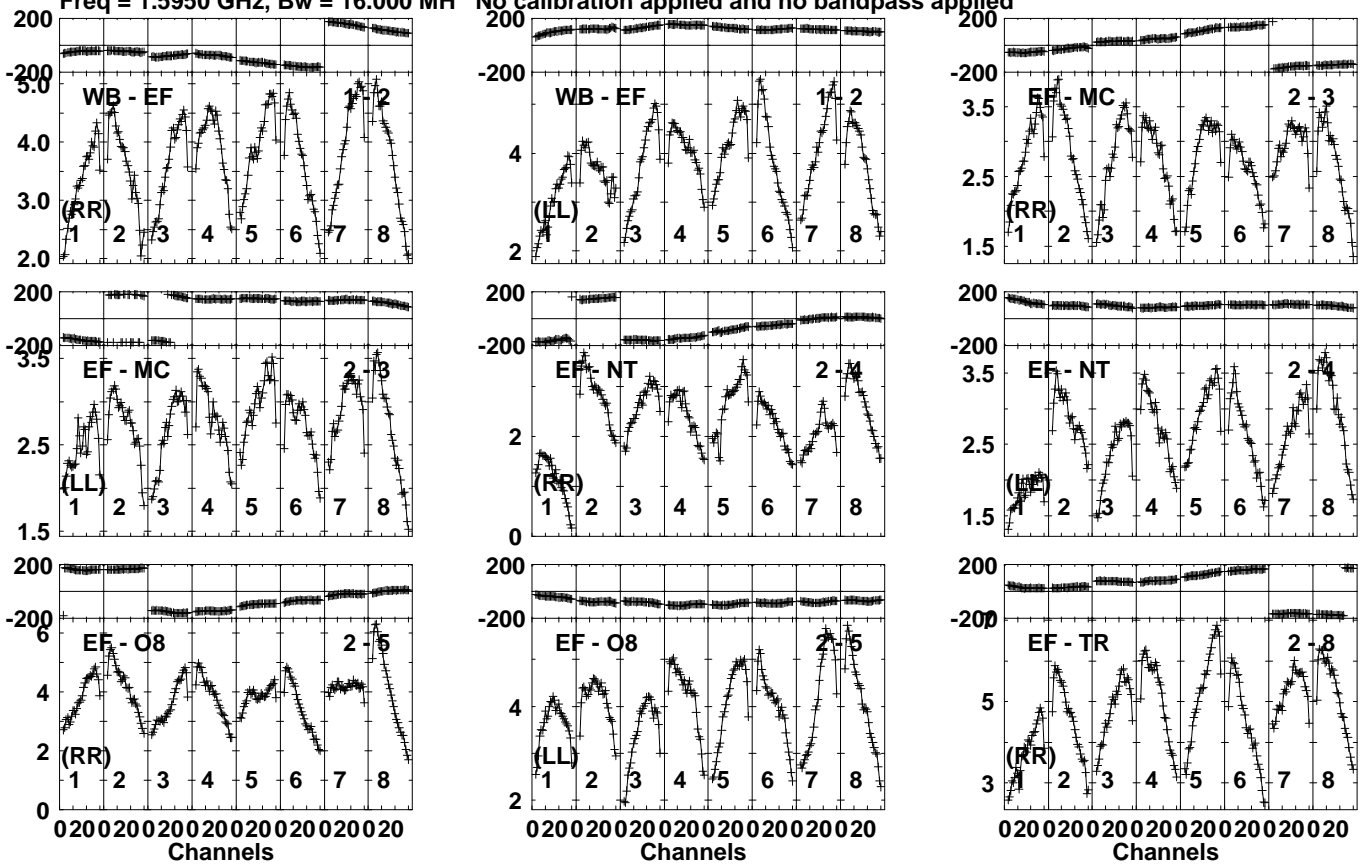 Freq = 1.5950 GHz, Bw = 16.000 MH No calibration applied and no bandpass applied
200 200 200
-200 -200 -200
5.0 WB - EF 1 - 2 WB - EF 1 - 2 EF - MC 2 - 3
3.5
4.0 4
3.0 2.5
(RR) (LL) (RR)
1 2 3 4 5 6 7 8 1 2 3 4 5 6 7 8 1 2 3 4 5 6 7 8
2.0 2 1.5
200 200 200
-200 -200 -200
3.5 EF - MC 2 - 3 EF - NT 2 - 4 EF - NT 2 - 4
3.5
2.5 2 2.5
(LL) (RR) (LL)
1 2 3 4 5 6 7 8 1 2 3 4 5 6 7 8 1 2 3 4 5 6 7 8
1.5 0 1.5
200 200 200
-200 -200 -200
6 EF - O8 2 - 5 EF - O8 2 - 5 7 EF - TR 2 - 8
4 4 5
2 (RR) (LL) (RR)
1 2 3 4 5 6 7 8 1 2 3 4 5 6 7 8 3 1 2 3 4 5 6 7 8
0 2
0 20 0 20 0 20 0 20 0 20 0 20 0 20 0 20 0 20 0 20 0 20 0 20 0 20 0 20 0 20 0 20 0 20 0 20 0 20 0 20 0 20 0 20 0 20 0 20
Channels Channels Channels